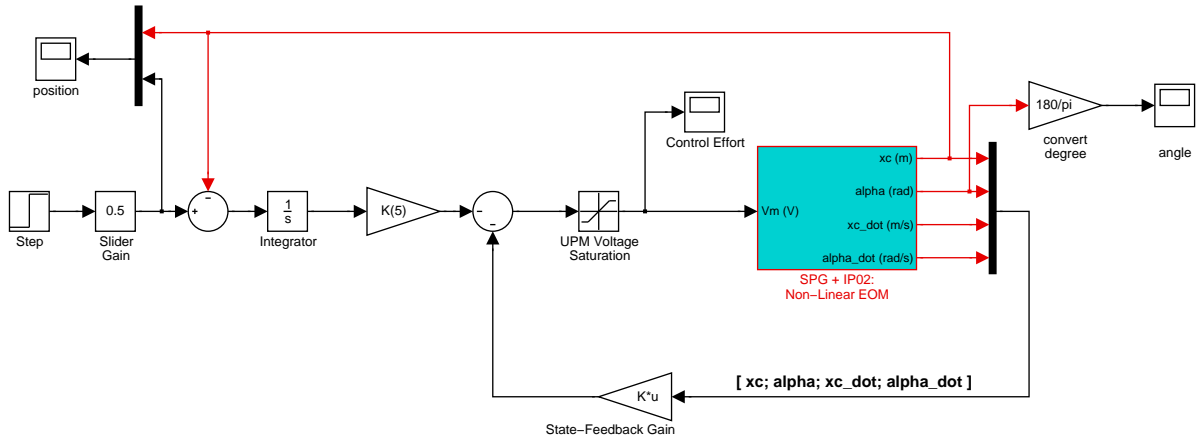 position
Control Effort
180/pi
convert
degree
angle
Step
0.5
Slider
Gain
+
−
1
s
Integrator
K(5)
−
−
UPM Voltage
Saturation
Vm (V)
xc (m)
alpha (rad)
xc_dot (m/s)
alpha_dot (rad/s)
SPG + IP02:
Non−Linear EOM
[ xc; alpha; xc_dot; alpha_dot ]
K*u
State−Feedback Gain